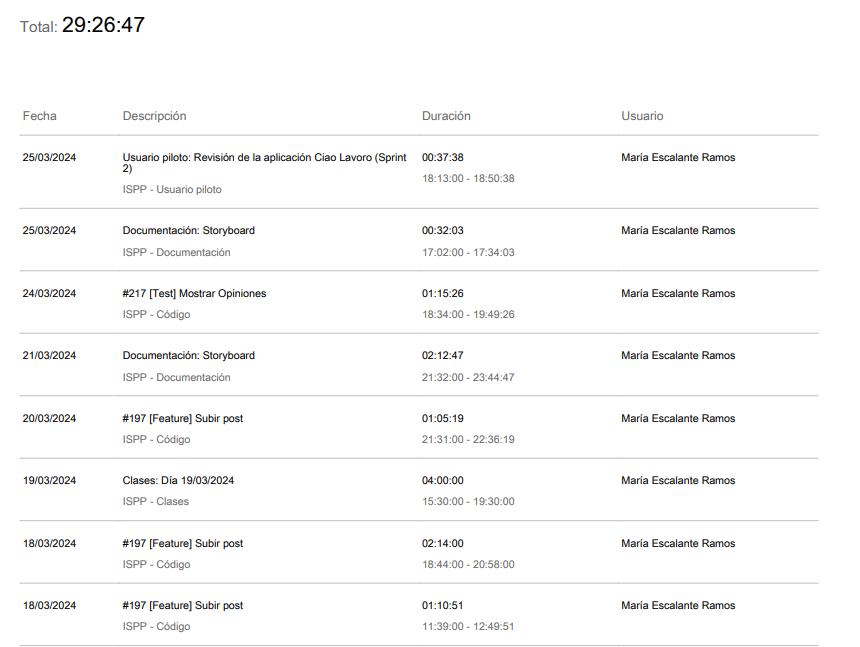 Total: 29:26:47
Fecha Descripción Duración Usuario
25/03/2024 Usuario piloto: Revisión de la aplicación Ciao Lavoro (Sprint 00:37:38 María Escalante Ramos
2)
18:13:00 - 18:50:38
ISPP - Usuario piloto
25/03/2024 Documentación: Storyboard 00:32:03 María Escalante Ramos
ISPP - Documentación 17:02:00 - 17:34:03
24/03/2024 #217 [Test] Mostrar Opiniones 01:15:26 María Escalante Ramos
ISPP - Código 18:34:00 - 19:49:26
21/03/2024 Documentación: Storyboard 02:12:47 María Escalante Ramos
ISPP - Documentación 21:32:00 - 23:44:47
20/03/2024 #197 [Feature] Subir post 01:05:19 María Escalante Ramos
ISPP - Código 21:31:00 - 22:36:19
19/03/2024 Clases: Día 19/03/2024 04:00:00 María Escalante Ramos
ISPP - Clases 15:30:00 - 19:30:00
18/03/2024 #197 [Feature] Subir post 02:14:00 María Escalante Ramos
ISPP - Código 18:44:00 - 20:58:00
18/03/2024 #197 [Feature] Subir post 01:10:51 María Escalante Ramos
ISPP - Código 11:39:00 - 12:49:51